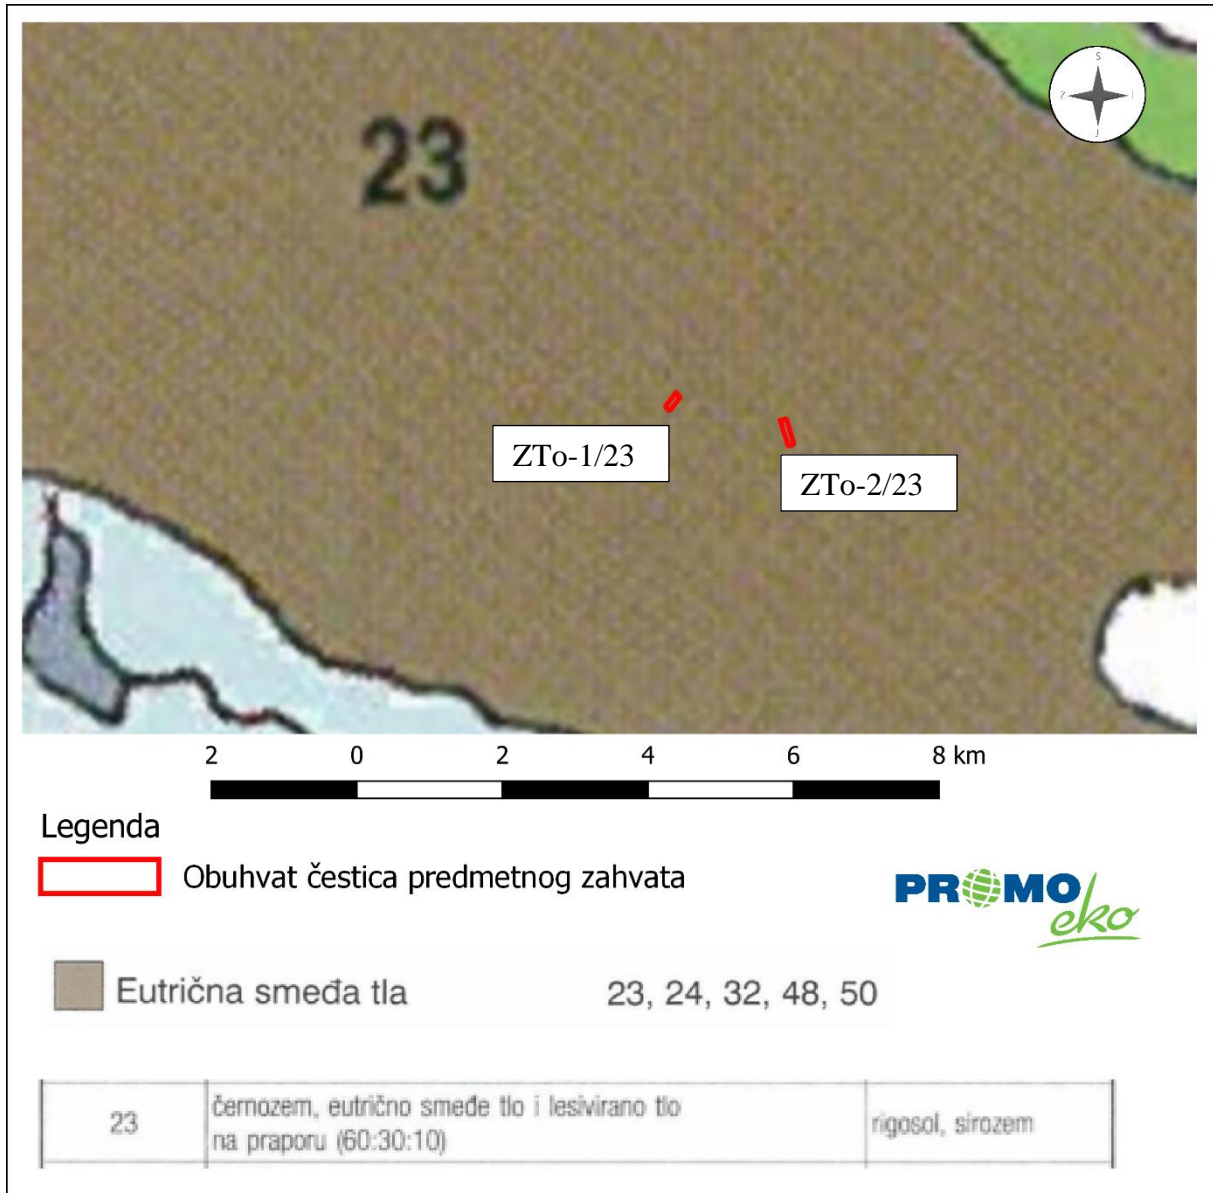 S
Z I
J
23
ZTo-1/23
ZTo-2/23
2 0 2 4 6 8 km
Legenda
Obuhvat čestica predmetnog zahvata
PROMO
eko
Eutrična smeđa tla 23, 24, 32, 48, 50
23
černozem, eutrično smeđe tlo i lesivirano tlo
na praporu (60:30:10)
rigosol, sirozem